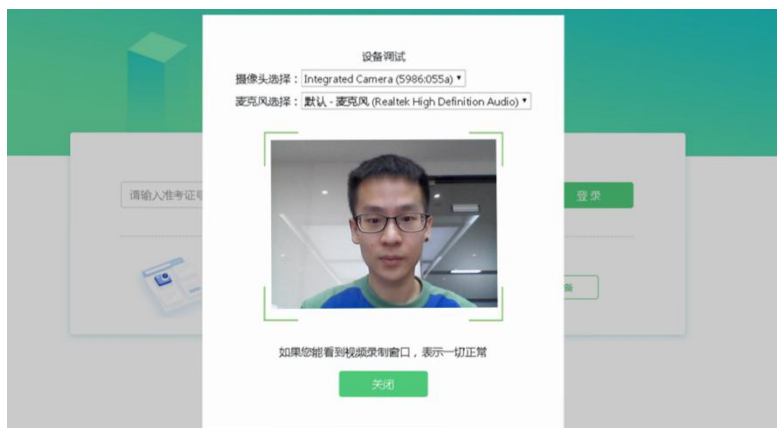 设备调试
摄像头选择：Integrated Camera (5986:055a)
麦克风选择：默认 - 麦克风 (Realtek High Definition Audio)
请输入准考证号
登录
备
如果您能看到视频录制窗口，表示一切正常
关闭